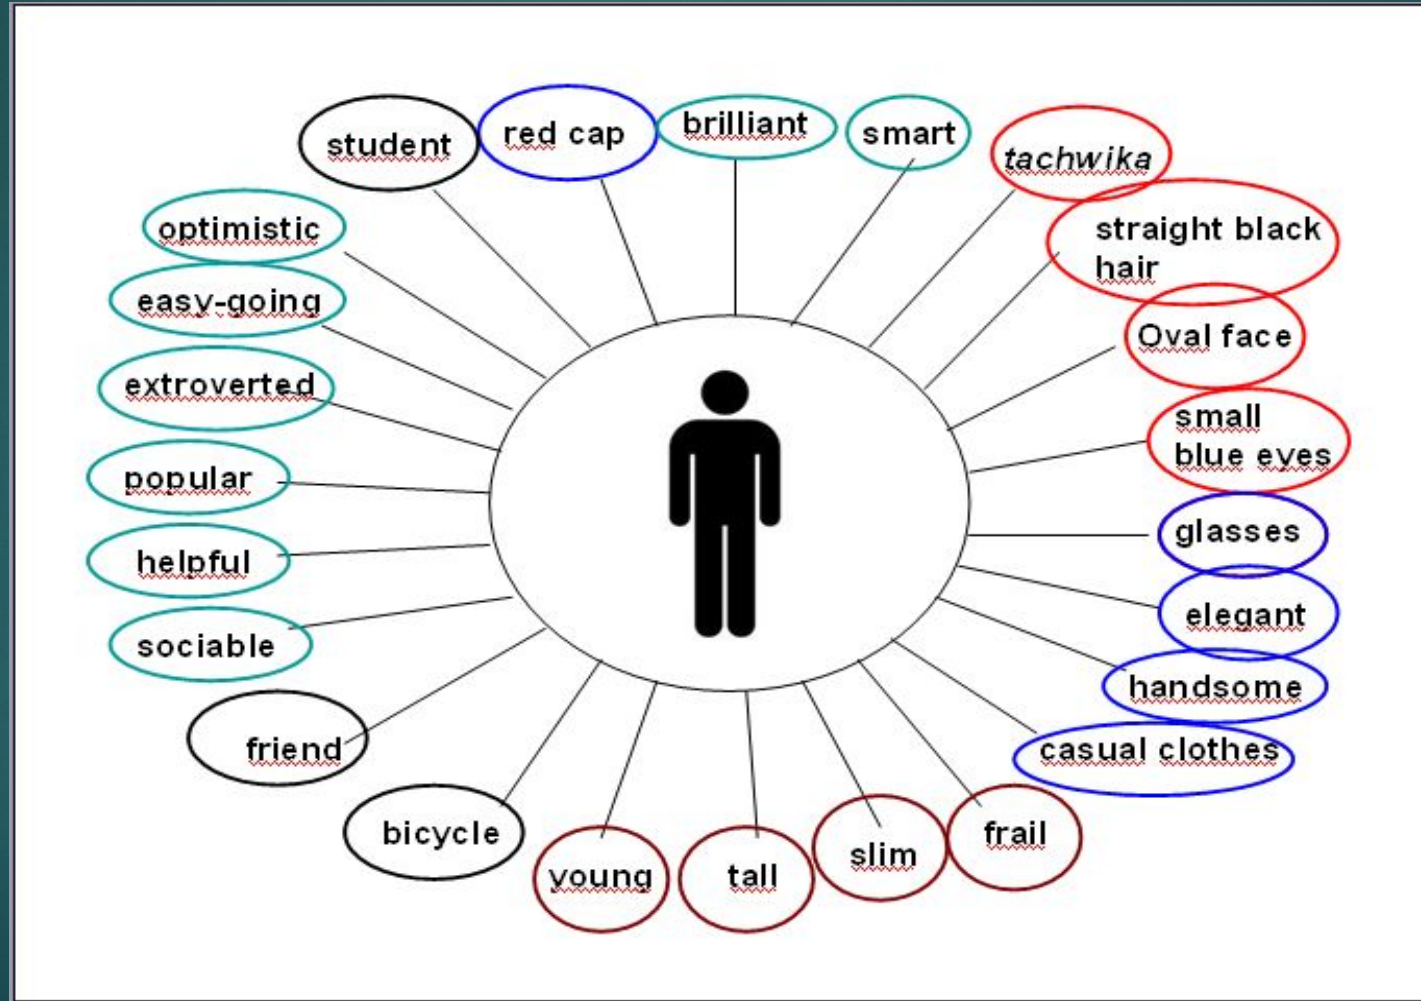 student
red cap
brilliant
smart
tachwika
straight black
hair
Oval face
small
blue eyes
glasses
elegant
handsome
casual clothes
frail
slim
tall
young
bicycle
friend
sociable
helpful
popular
extroverted
easy-going
optimistic